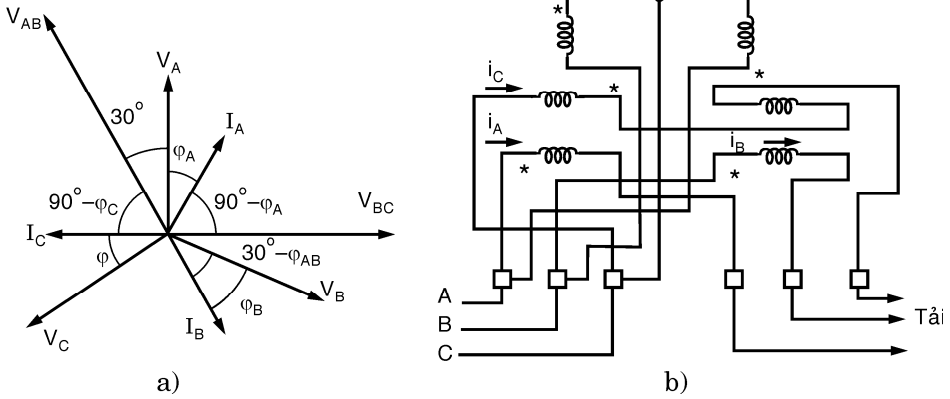 V_AB
V_A
30°
I_A
φ_A
90°–φ_C
90°–φ_A
V_BC
I_C
φ
30°–φ_AB
V_B
φ_B
V_C
I_B
a)
*
*
i_C
*
i_A
i_B
*
*
A
B
Tải
C
b)